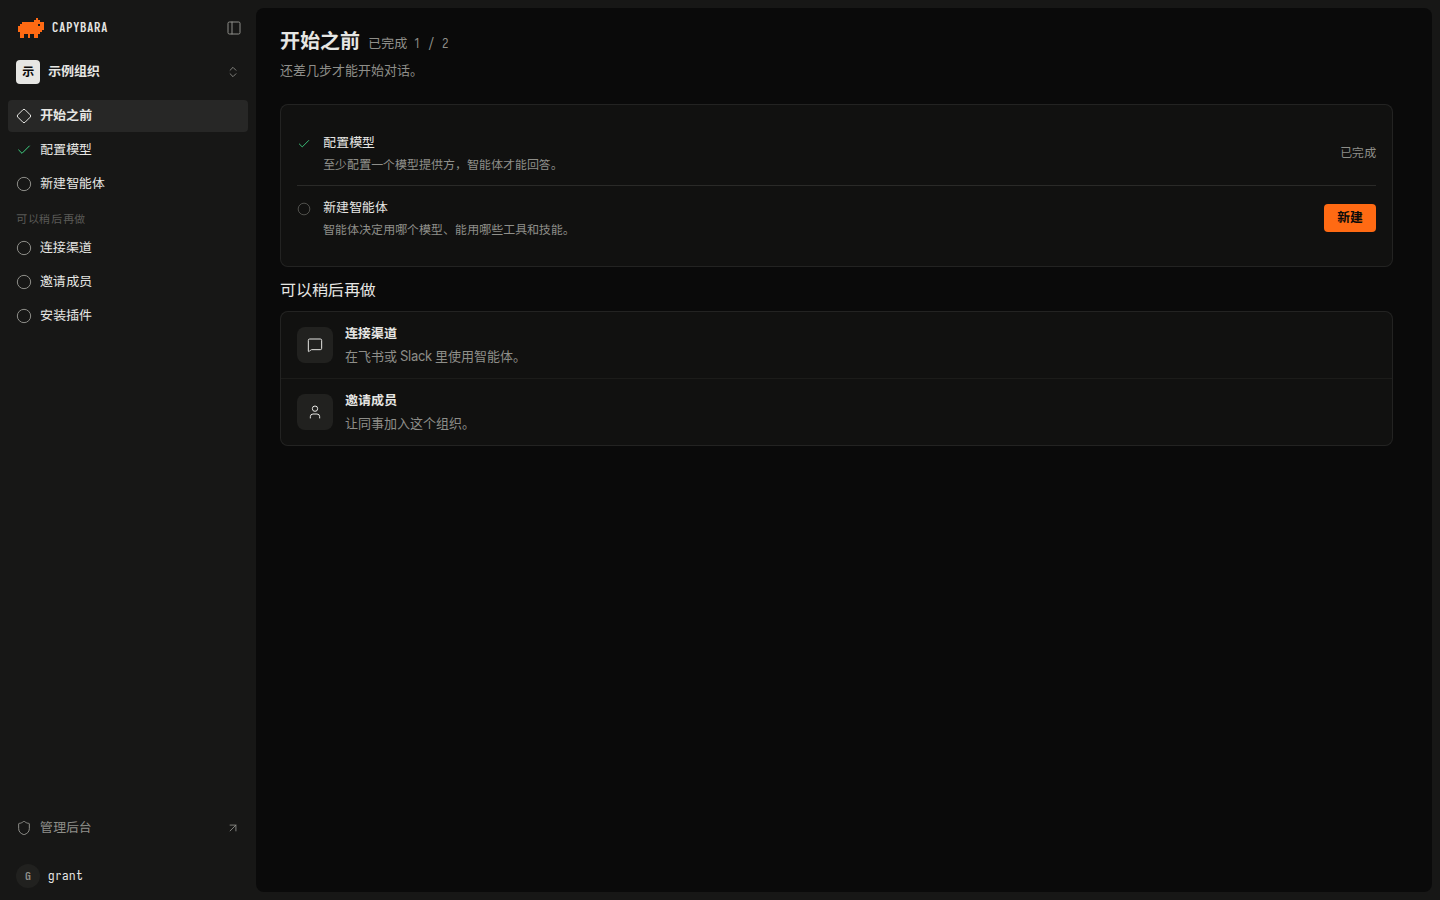 CAPYBARA
示 示例组织
开始之前
配置模型
新建智能体
可以稍后再做
连接渠道
邀请成员
安装插件
管理后台
G grant
开始之前 已完成 1 / 2
还差几步才能开始对话。
配置模型
至少配置一个模型提供方，智能体才能回答。
已完成
新建智能体
智能体决定用哪个模型、能用哪些工具和技能。
新建
可以稍后再做
连接渠道
在飞书或 Slack 里使用智能体。
邀请成员
让同事加入这个组织。